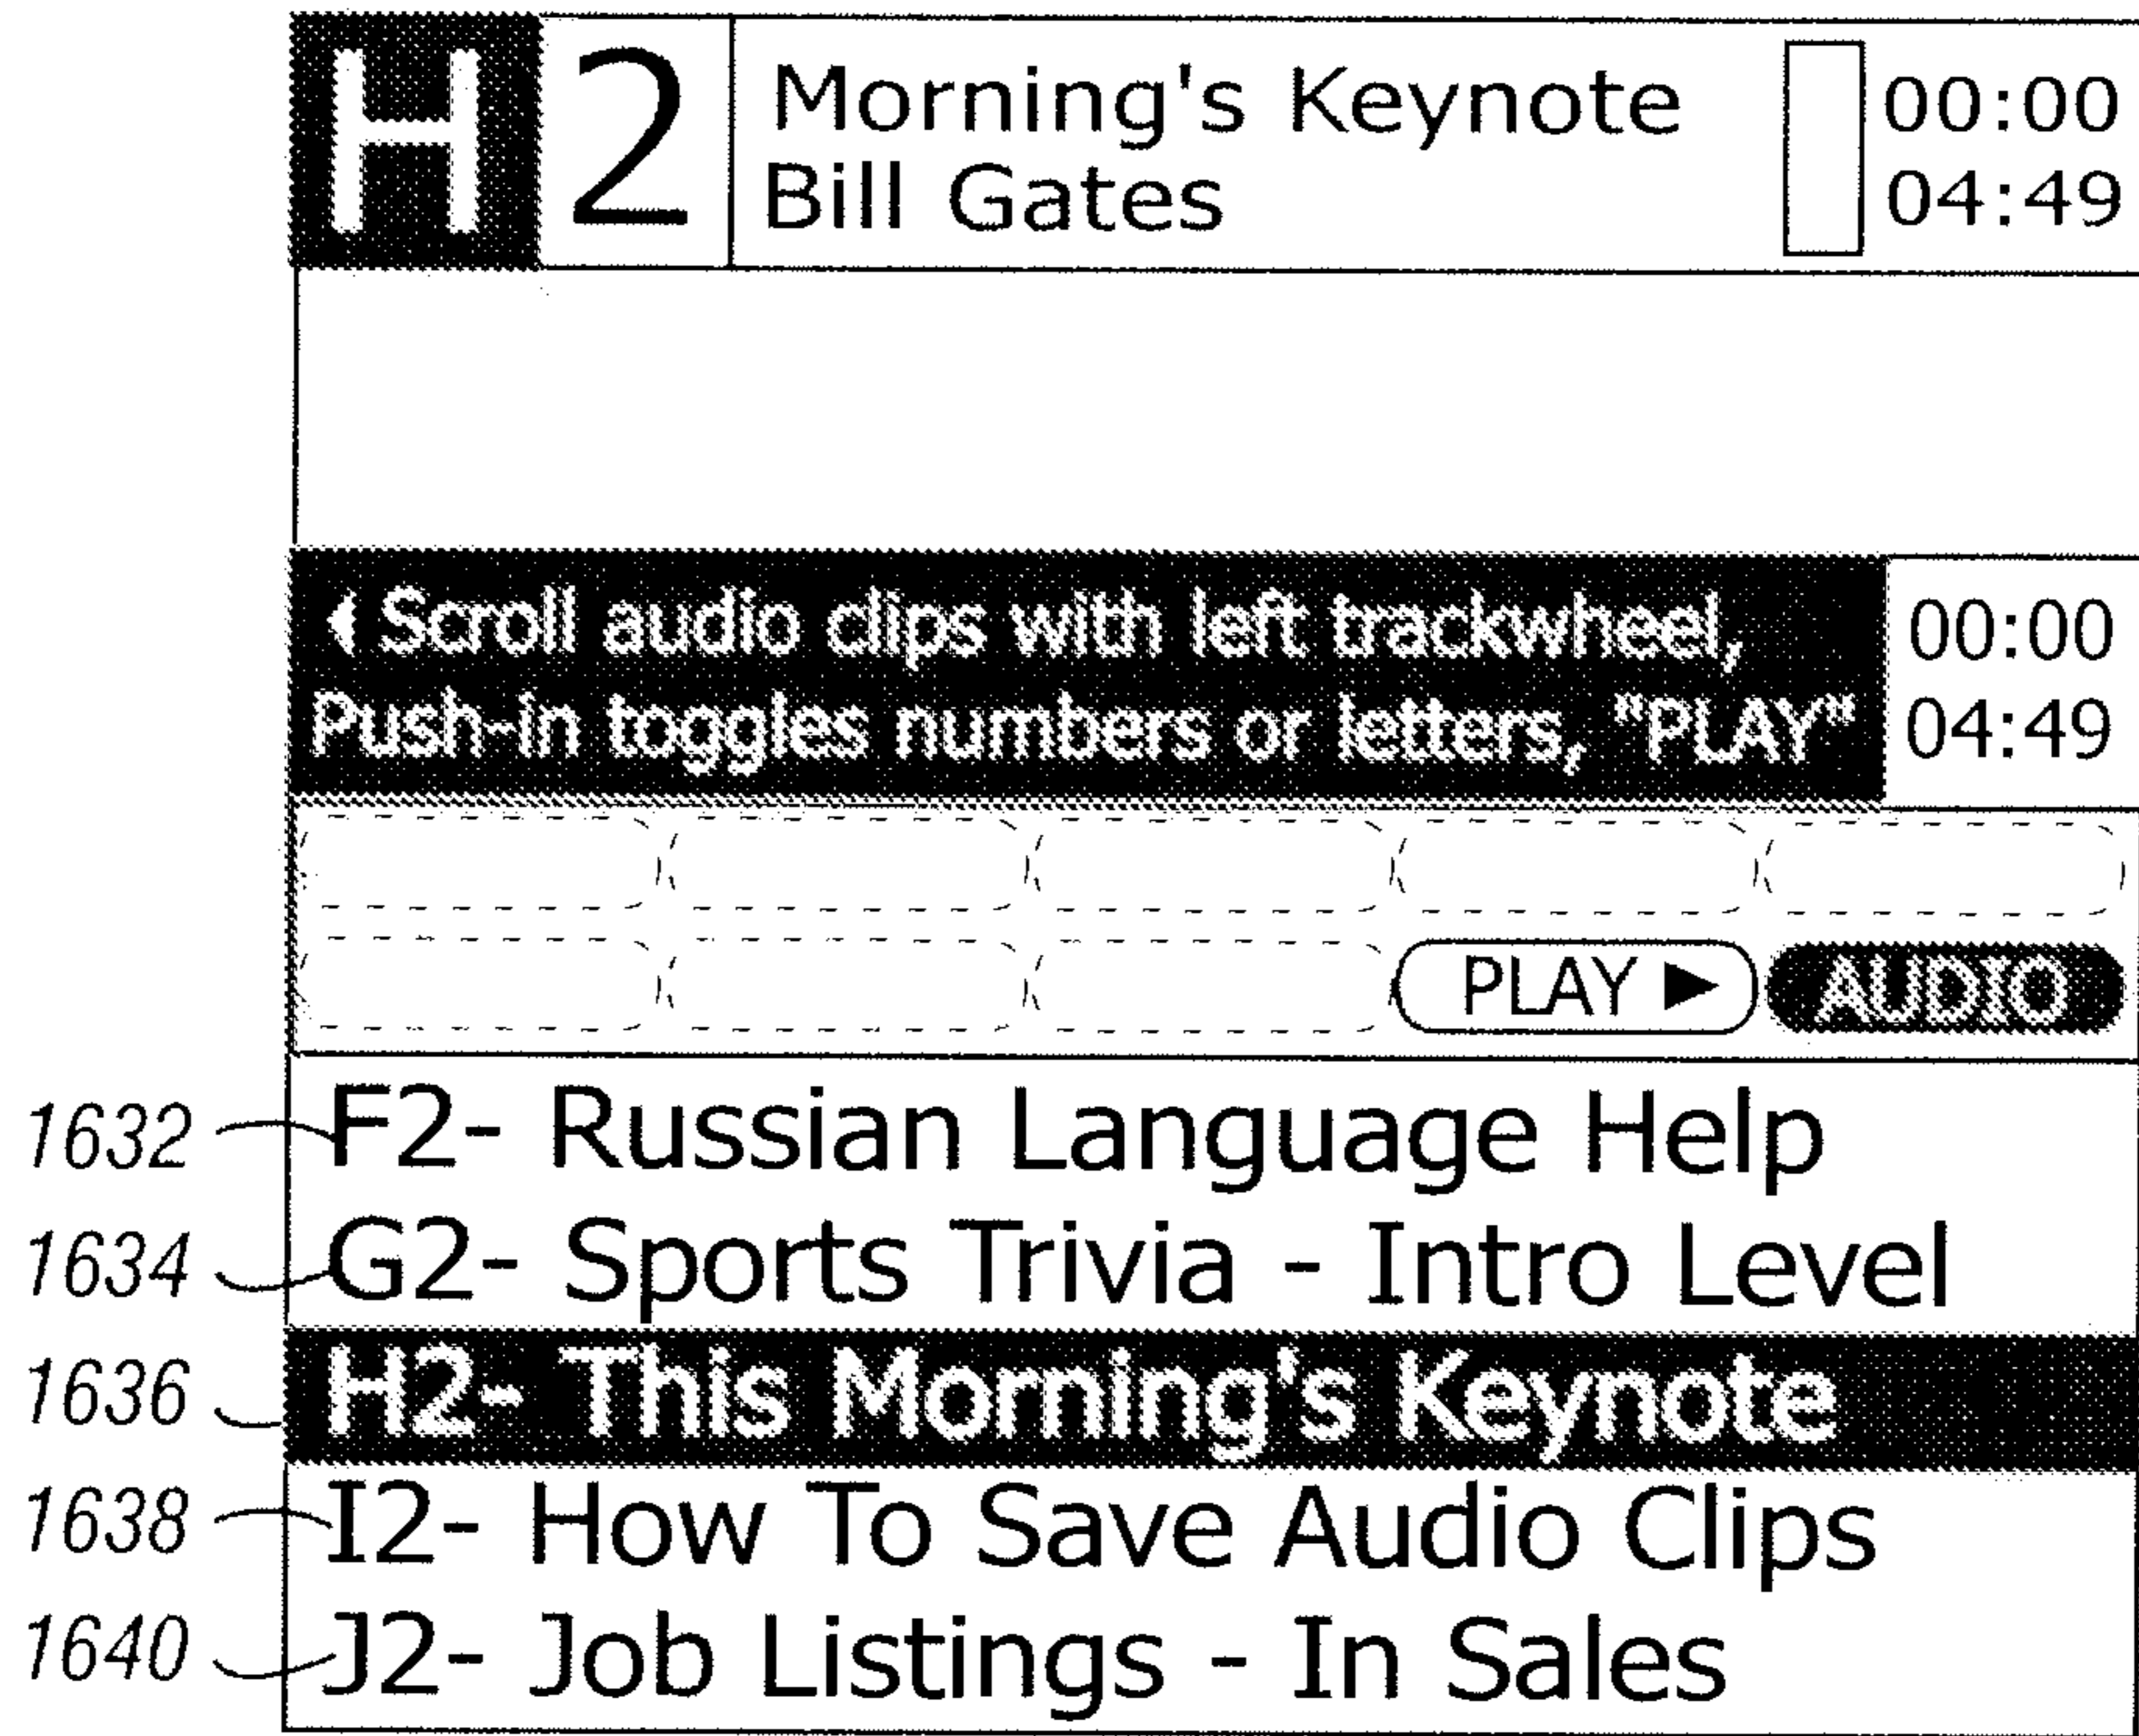 H 2 Morning's Keynote 00:00
Bill Gates 04:49
◀ Scroll audio clips with left trackwheel, 00:00
Push-in toggles numbers or letters, "PLAY" 04:49
PLAY ▶ AUDIO
1632 F2- Russian Language Help
1634 G2- Sports Trivia - Intro Level
1636 H2- This Morning's Keynote
1638 I2- How To Save Audio Clips
1640 J2- Job Listings - In Sales